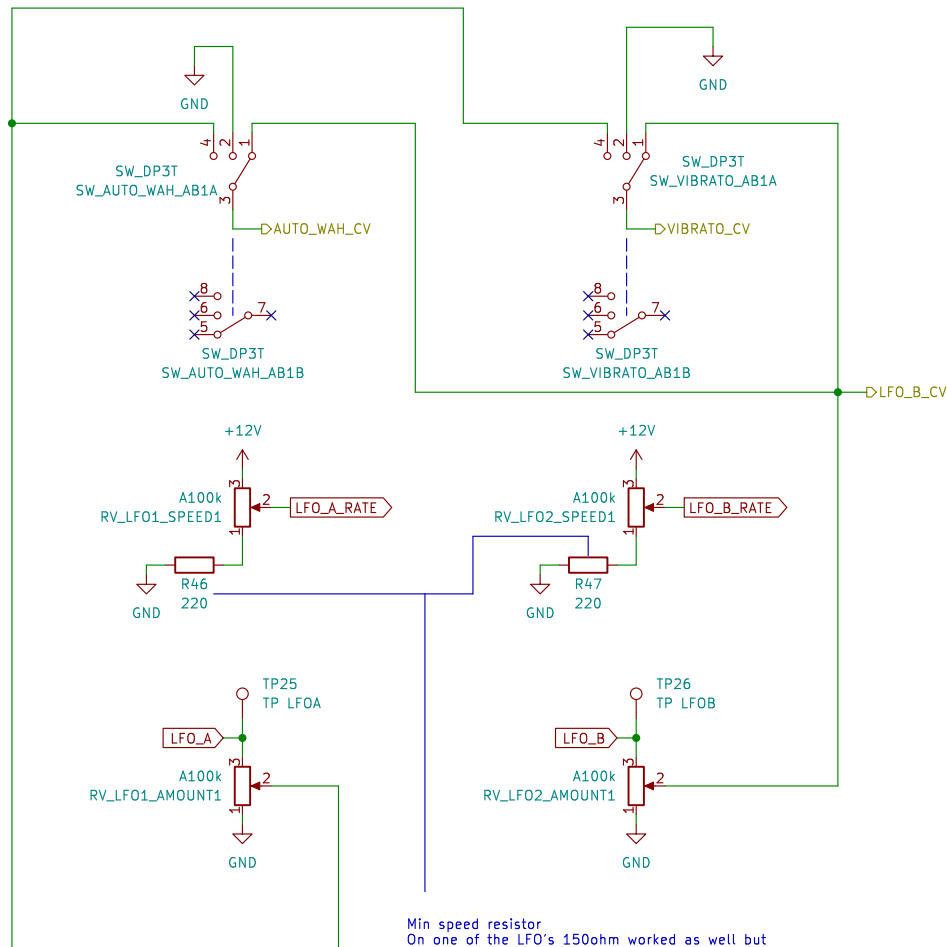 GND
GND
4 2 1
4 2 1
SW_DP3T
SW_AUTO_WAH_AB1A
SW_DP3T
SW_VIBRATO_AB1A
3
3
AUTO_WAH_CV
VIBRATO_CV
8
6 7
5
8
6 7
5
SW_DP3T
SW_AUTO_WAH_AB1B
SW_DP3T
SW_VIBRATO_AB1B
LFO_B_CV
+12V
+12V
3
A100k
RV_LFO1_SPEED1
2
LFO_A_RATE
1
3
A100k
RV_LFO2_SPEED1
2
LFO_B_RATE
1
R46
220
GND
R47
220
GND
TP25
TP LFOA
TP26
TP LFOB
LFO_A
LFO_B
3
A100k
RV_LFO1_AMOUNT1
2
1
3
A100k
RV_LFO2_AMOUNT1
2
1
GND
GND
Min speed resistor
On one of the LFO's 150ohm worked as well but